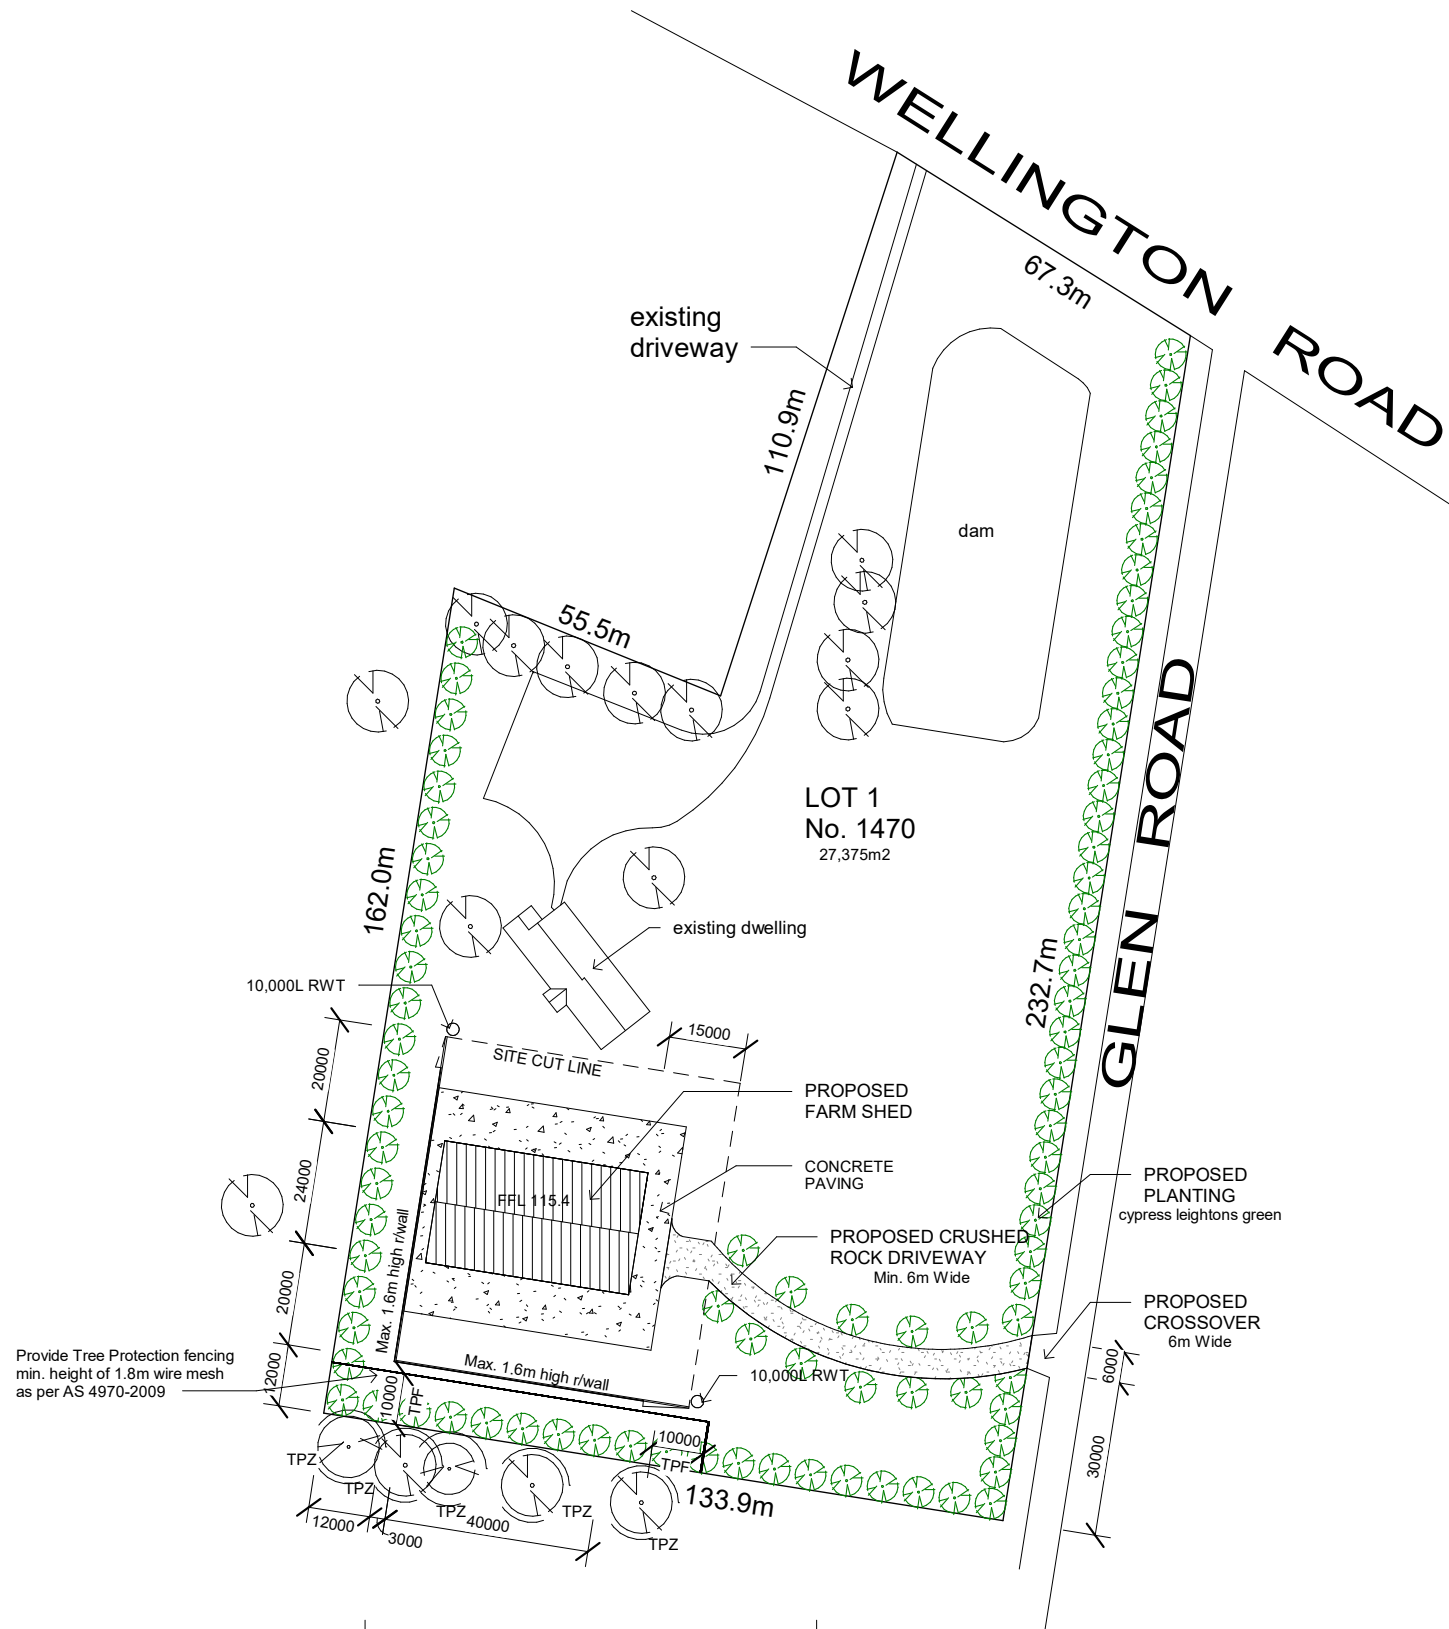 WELLINGTON ROAD
67.3m
existing
driveway
110.9m
dam
55.5m
GLEN ROAD
LOT 1
No. 1470
27,375m2
162.0m
existing dwelling
232.7m
10,000L RWT
15000
SITE CUT LINE
20000
PROPOSED
FARM SHED
CONCRETE
PAVING
PROPOSED
PLANTING
cypress leightons green
24000
FFL 115.4
PROPOSED CRUSHED
ROCK DRIVEWAY
Min. 6m Wide
Max. 1.6m high r/wall
20000
PROPOSED
CROSSOVER
6m Wide
Provide Tree Protection fencing
min. height of 1.8m wire mesh
as per AS 4970-2009
12000
Max. 1.6m high r/wall
10,000L RWT
6000
10000
TPF
10000
TPF
30000
TPZ
TPZ
TPZ
TPZ
TPZ
133.9m
12000
3000
40000